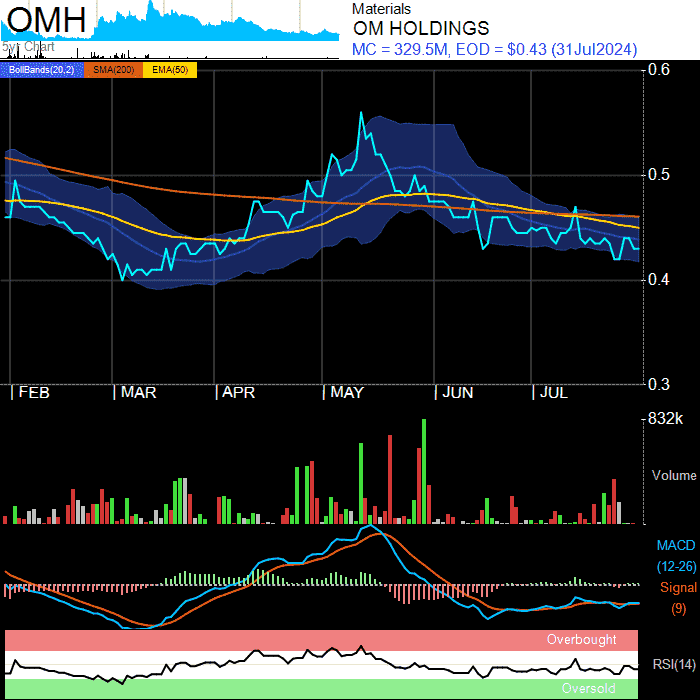 OMH
5yr Chart
Materials
OM HOLDINGS
MC = 329.5M, EOD = $0.43 (31Jul2024)
BollBands(20,2) SMA(200) EMA(50)
0.6
0.5
0.4
0.3
FEB MAR APR MAY JUN JUL
832k
Volume
MACD
(12-26)
Signal
(9)
Overbought
RSI(14)
Oversold